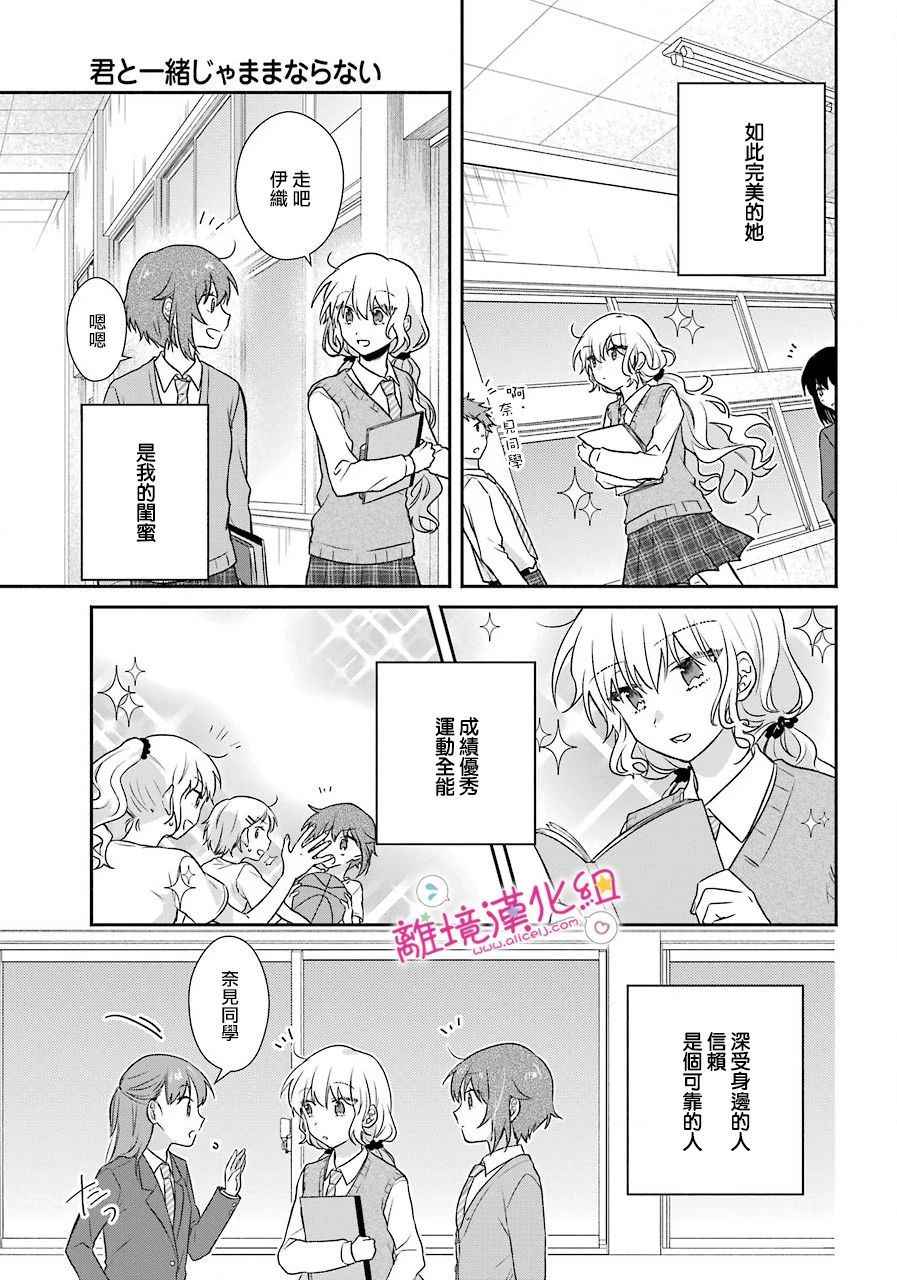 君と一緒じゃままならない
如此完美的她
啊，
奈見同學
走吧
伊織
嗯嗯
是我的閨蜜
成績優秀
運動全能
離境漢化組
www.alicelj.com
深受身邊的人
信賴
是個可靠的人
奈見同學
たっ